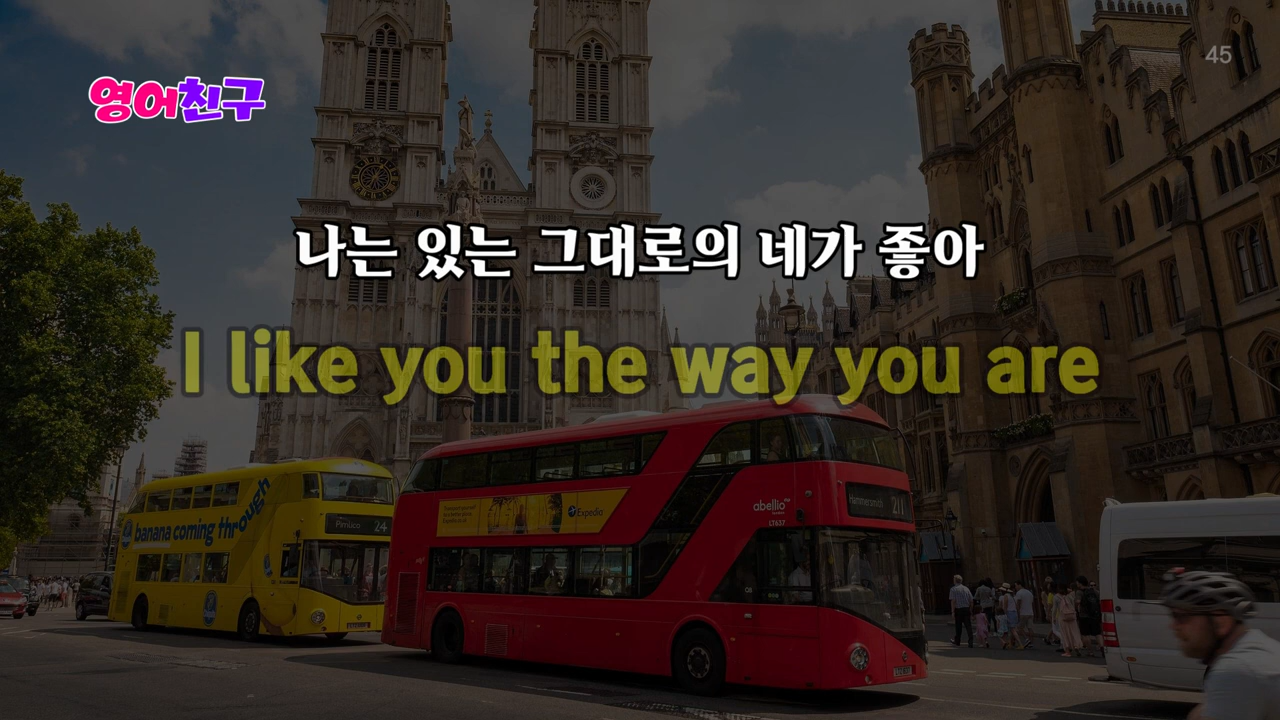 45
영어친구
나는 있는 그대로의 네가 좋아
I like you the way you are
banana coming through
Pimlico 24
Expedia
abellio
LT637
Hammersmith 211